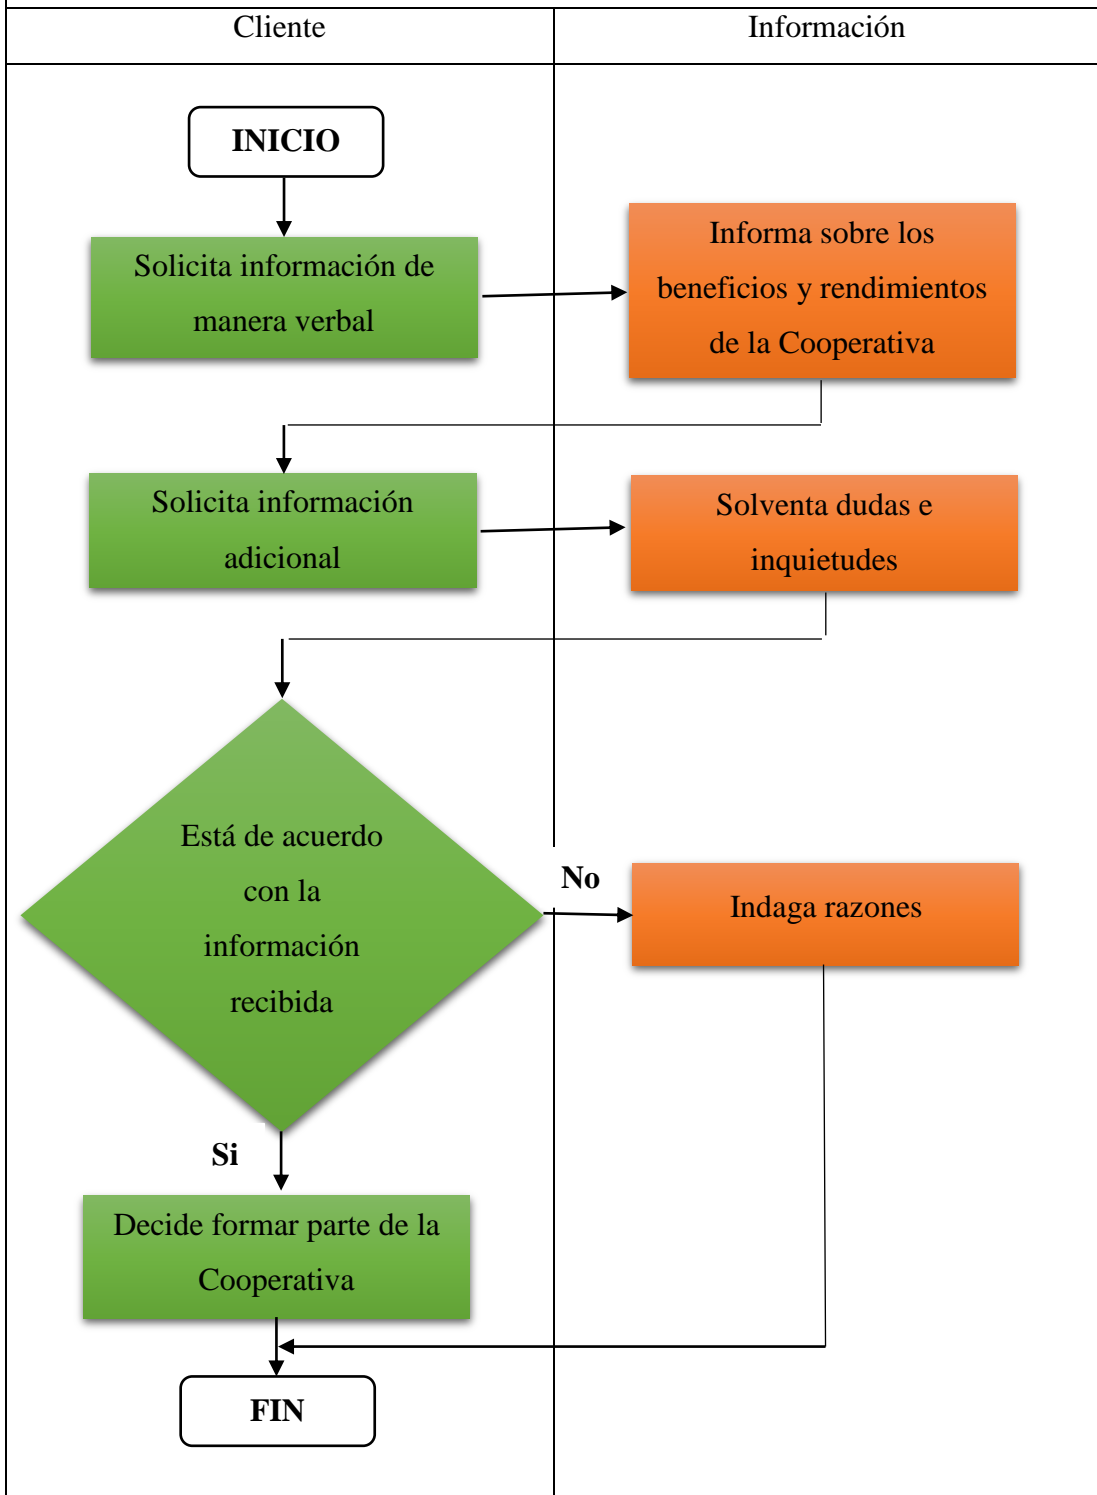 Cliente
Información
INICIO
Solicita información de
manera verbal
Informa sobre los
beneficios y rendimientos
de la Cooperativa
Solicita información
adicional
Solventa dudas e
inquietudes
Está de acuerdo
con la
información
recibida
No
Indaga razones
Si
Decide formar parte de la
Cooperativa
FIN